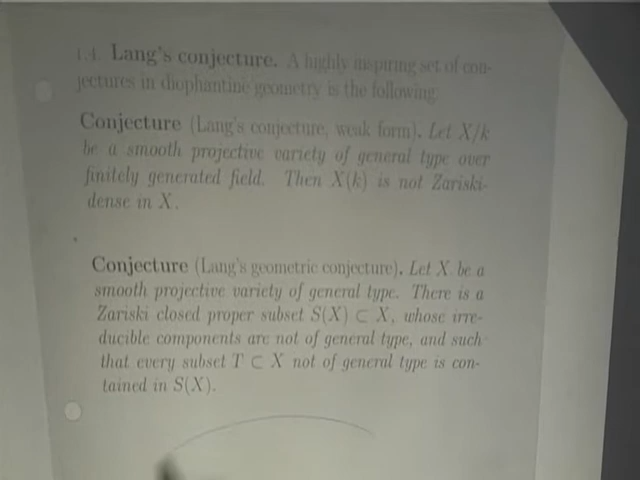 1.4. Lang's conjecture. A highly inspiring set of con-
jectures in diophantine geometry is the following
Conjecture (Lang's conjecture, weak form). Let X/k
be a smooth projective variety of general type over
finitely generated field. Then X(k) is not Zariski-
dense in X.
Conjecture (Lang's geometric conjecture). Let X be a
smooth projective variety of general type. There is a
Zariski closed proper subset S(X) ⊂ X, whose irre-
ducible components are not of general type, and such
that every subset T ⊂ X not of general type is con-
tained in S(X).